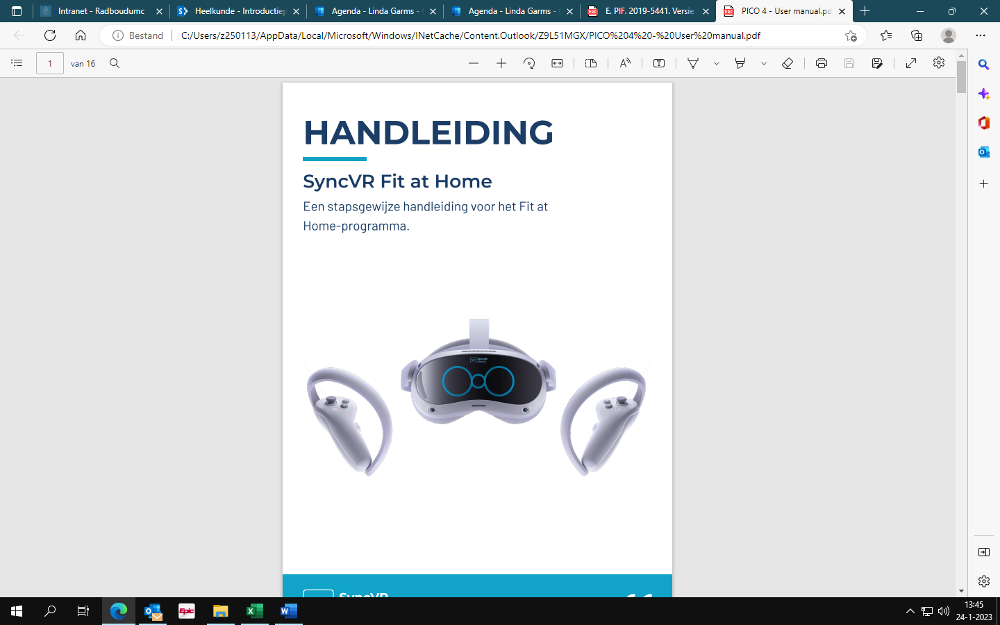 Intranet - Radboudumc
Heelkunde - Introductiep
Agenda - Linda Garms -
Agenda - Linda Garms -
E. PIF. 2019-5441. Versie
PICO 4 - User manual.pd
Bestand
C:/Users/z250113/AppData/Local/Microsoft/Windows/INetCache/Content.Outlook/Z9L51MGX/PICO%204%20-%20User%20manual.pdf
1
van 16
HANDLEIDING
SyncVR Fit at Home
Een stapsgewijze handleiding voor het Fit at
Home-programma.
SyncVR
Epic
13:45
24-1-2023